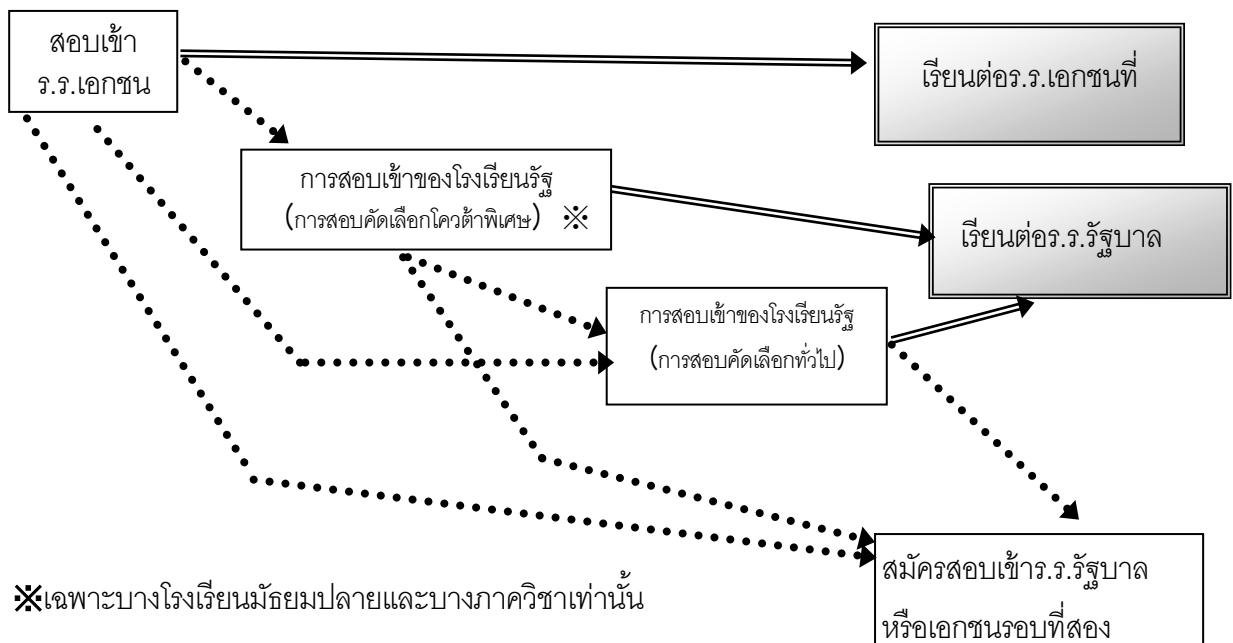 สอบเข้า
ร.ร.เอกชน
เรียนต่อร.ร.เอกชนที่
การสอบเข้าของโรงเรียนรัฐ
(การสอบคัดเลือกโควต้าพิเศษ) ※
เรียนต่อร.ร.รัฐบาล
การสอบเข้าของโรงเรียนรัฐ
(การสอบคัดเลือกทั่วไป)
สมัครสอบเข้าร.ร.รัฐบาล
หรือเอกชนรอบที่สอง
※เฉพาะบางโรงเรียนมัธยมปลายและบางภาควิชาเท่านั้น